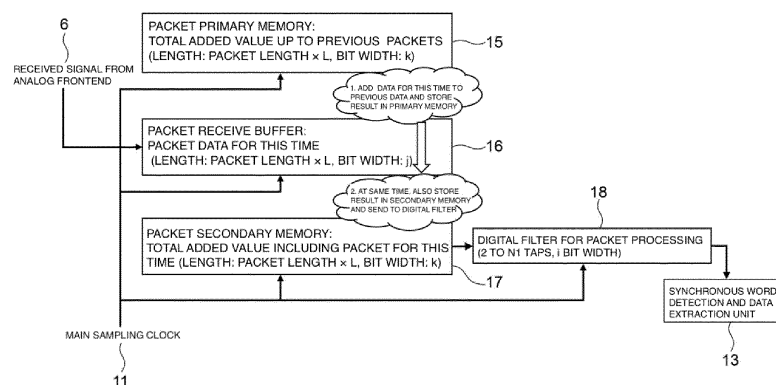 6
RECEIVED SIGNAL FROM
ANALOG FRONTEND
PACKET PRIMARY MEMORY:
TOTAL ADDED VALUE UP TO PREVIOUS PACKETS
(LENGTH: PACKET LENGTH × L, BIT WIDTH: k)
15
1. ADD DATA FOR THIS TIME TO
PREVIOUS DATA AND STORE
RESULT IN PRIMARY MEMORY
PACKET RECEIVE BUFFER:
PACKET DATA FOR THIS TIME
(LENGTH: PACKET LENGTH × L, BIT WIDTH: j)
16
2. AT SAME TIME, ALSO STORE
RESULT IN SECONDARY MEMORY
AND SEND TO DIGITAL FILTER
PACKET SECONDARY MEMORY:
TOTAL ADDED VALUE INCLUDING PACKET FOR THIS
TIME (LENGTH: PACKET LENGTH × L, BIT WIDTH: k)
17
18
DIGITAL FILTER FOR PACKET PROCESSING
(2 TO N1 TAPS, i BIT WIDTH)
SYNCHRONOUS WORD
DETECTION AND DATA
EXTRACTION UNIT
13
MAIN SAMPLING CLOCK
11